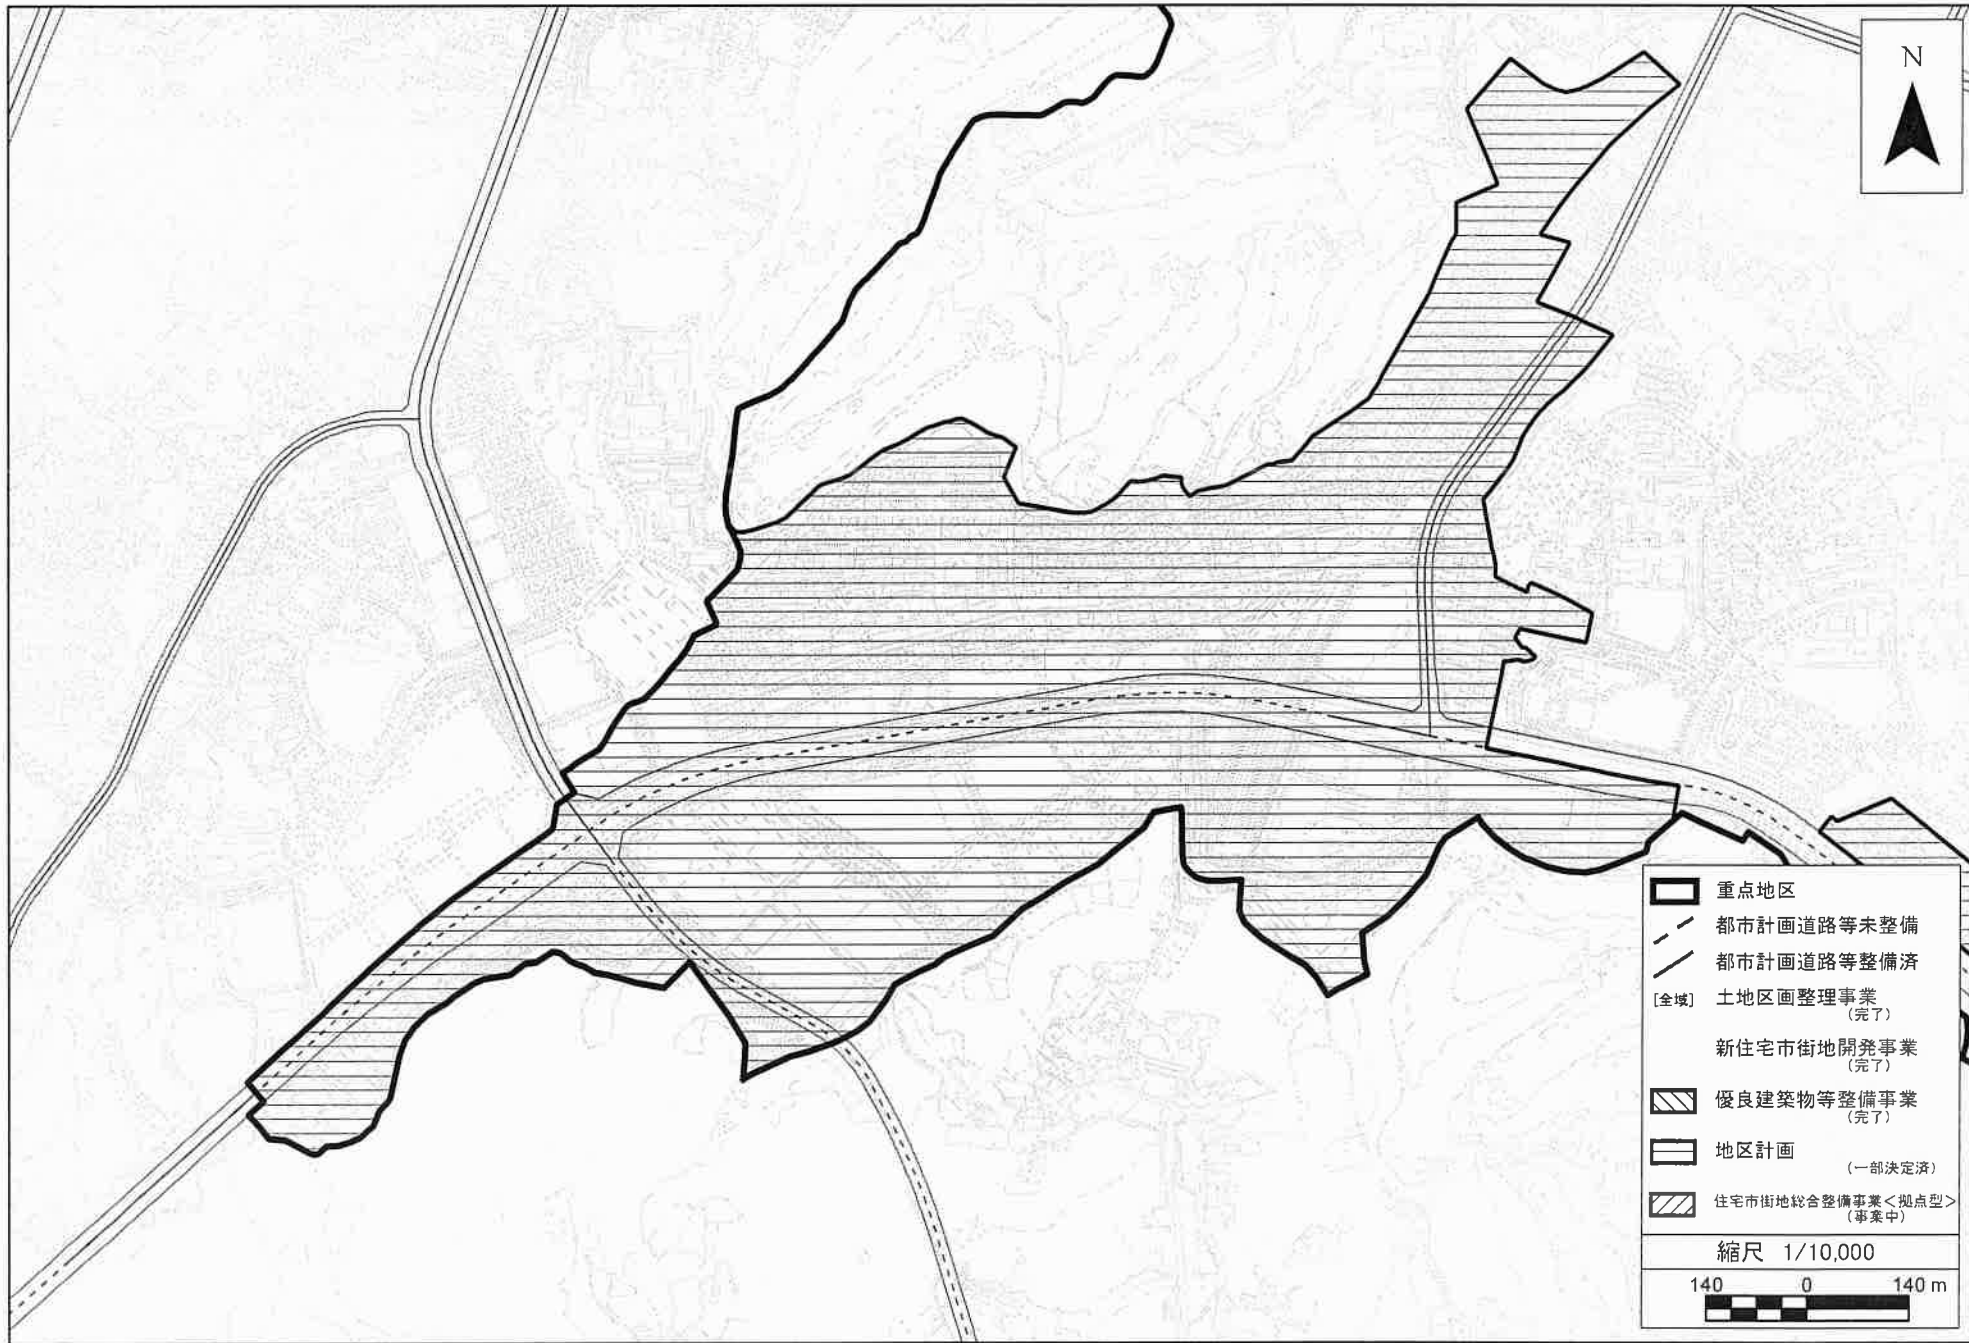 N
重点地区
都市計画道路等未整備
都市計画道路等整備済
[全域] 土地区画整理事業
(完了)
新住宅市街地開発事業
(完了)
優良建築物等整備事業
(完了)
地区計画
(一部決定済)
住宅市街地総合整備事業<拠点型>
(事業中)
縮尺 1/10,000
140 0 140 m